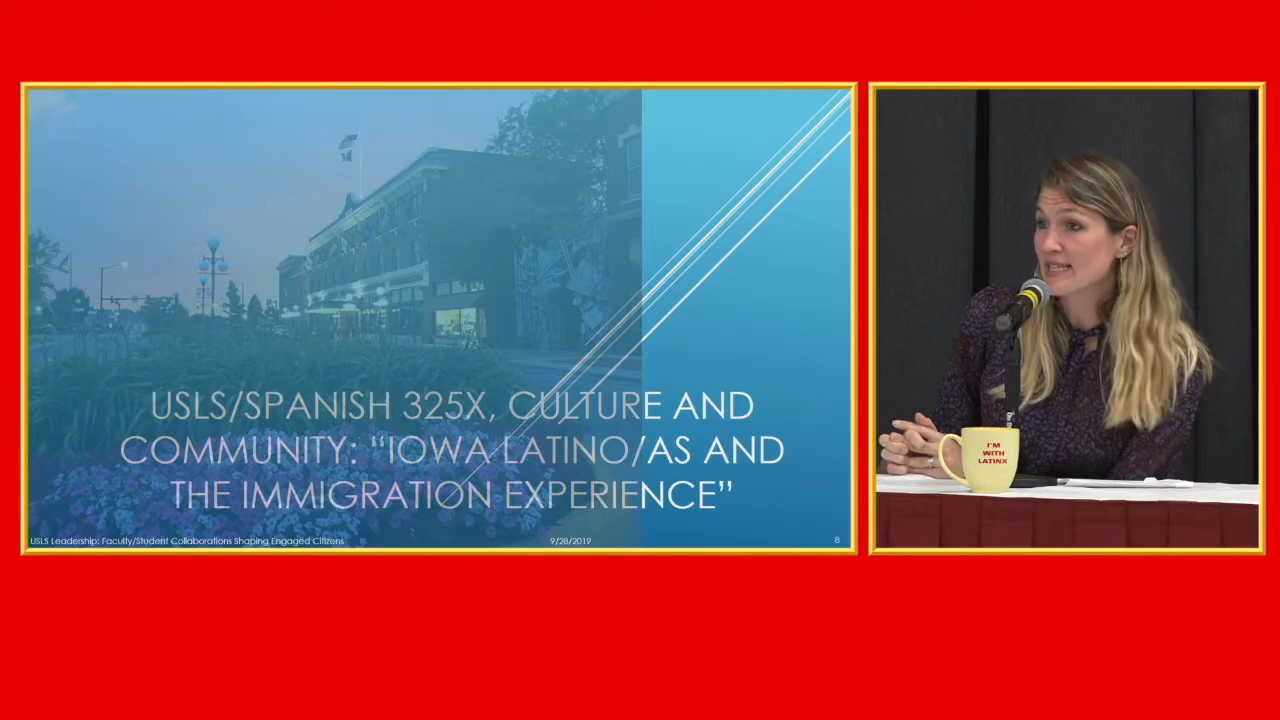 USLS/SPANISH 325X, CULTURE AND
COMMUNITY: “IOWA LATINO/AS AND
THE IMMIGRATION EXPERIENCE”
USLS Leadership: Faculty/Student Collaborations Shaping Engaged Citizens
9/28/2019
8
I'M
WITH
LATINX